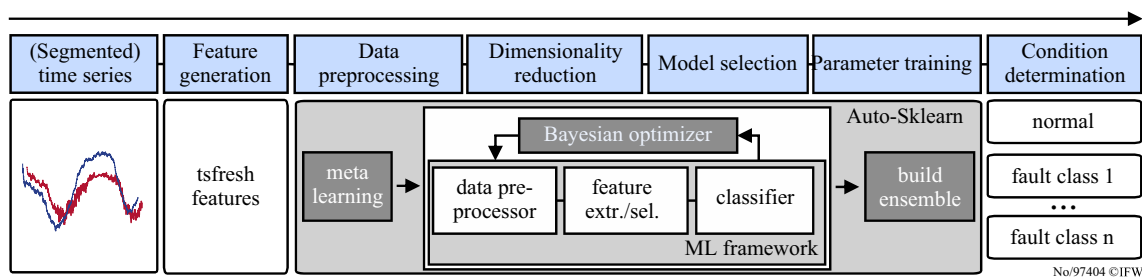 (Segmented)
time series
Feature
generation
Data
preprocessing
Dimensionality
reduction
Model selection
Parameter training
Condition
determination
tsfresh
features
meta
learning
Bayesian optimizer
data pre-
processor
feature
extr./sel.
classifier
ML framework
Auto-Sklearn
build
ensemble
normal
fault class 1
...
fault class n
No/97404 ©IFW